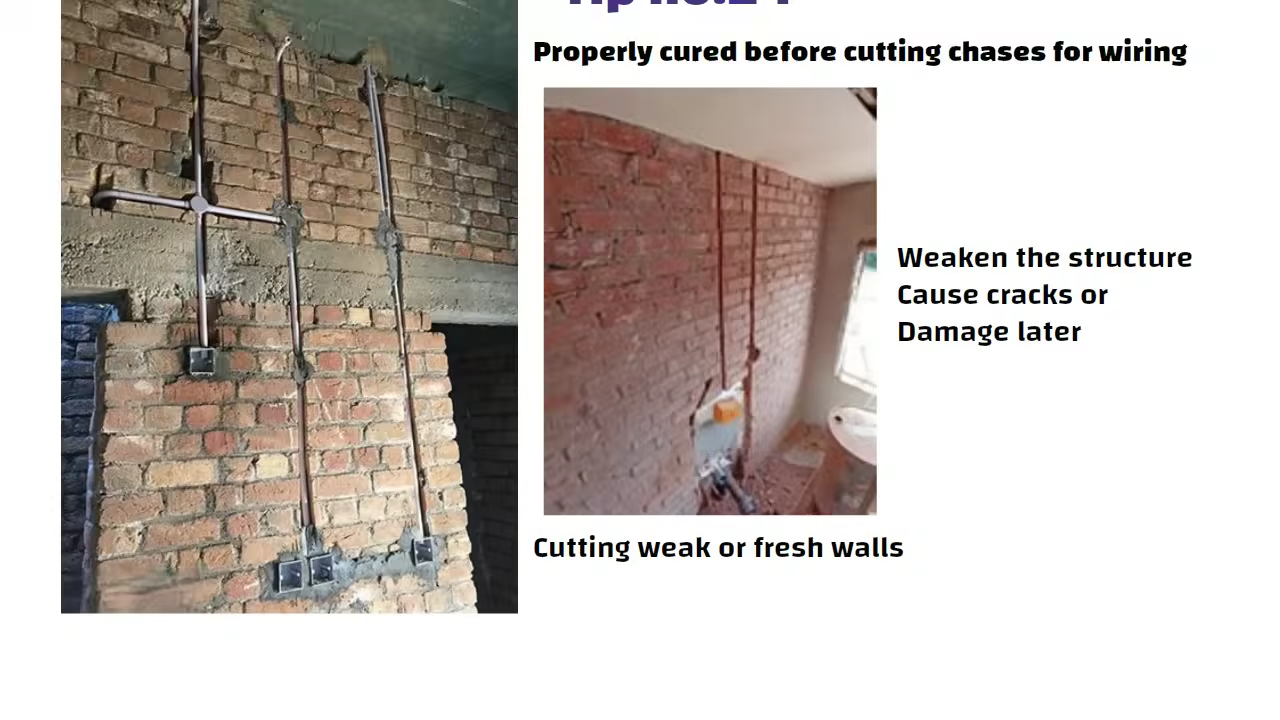 Properly cured before cutting chases for wiring
Weaken the structure
Cause cracks or
Damage later
Cutting weak or fresh walls